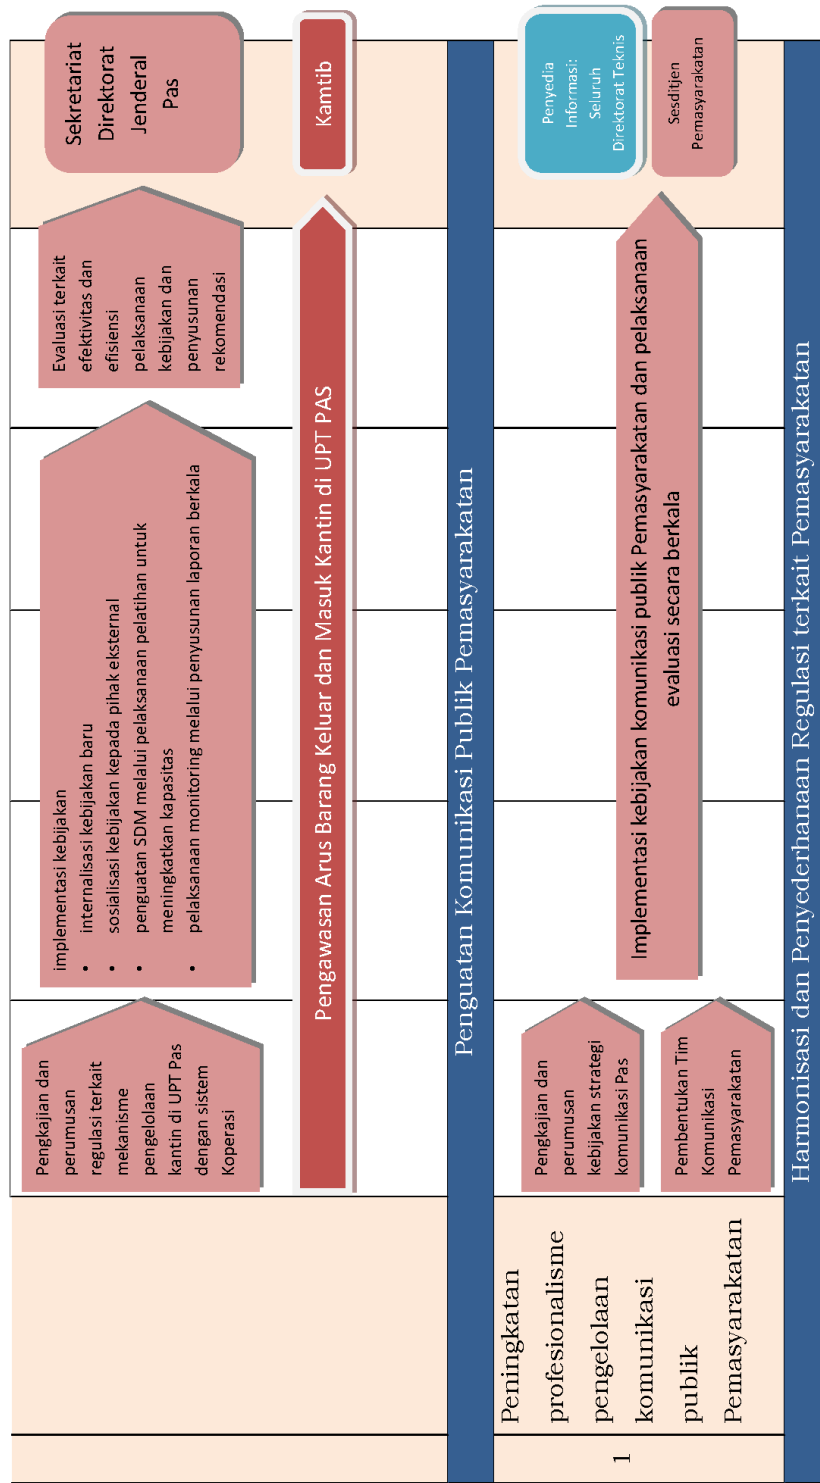 Pengkajian dan
perumusan
regulasi terkait
mekanisme
pengelolaan
kantin di UPT Pas
dengan sistem
Koperasi
implementasi kebijakan
• internalisasi kebijakan baru
• sosialisasi kebijakan kepada pihak eksternal
• penguatan SDM melalui pelaksanaan pelatihan untuk
meningkatkan kapasitas
• pelaksanaan monitoring melalui penyusunan laporan berkala
Evaluasi terkait
efektivitas dan
efisiensi
pelaksanaan
kebijakan dan
penyusunan
rekomendasi
Sekretariat
Direktorat
Jenderal
Pas
Pengawasan Arus Barang Keluar dan Masuk Kantin di UPT PAS
Kamtib
Penguatan Komunikasi Publik Pemasyarakatan
1
Peningkatan
profesionalisme
pengelolaan
komunikasi
publik
Pemasyarakatan
Pengkajian dan
perumusan
kebijakan strategi
komunikasi Pas
Pembentukan Tim
Komunikasi
Pemasyarakatan
Implementasi kebijakan komunikasi publik Pemasyarakatan dan pelaksanaan
evaluasi secara berkala
Penyedia
Informasi:
Seluruh
Direktorat Teknis
Sesditjen
Pemasyarakatan
Harmonisasi dan Penyederhanaan Regulasi terkait Pemasyarakatan